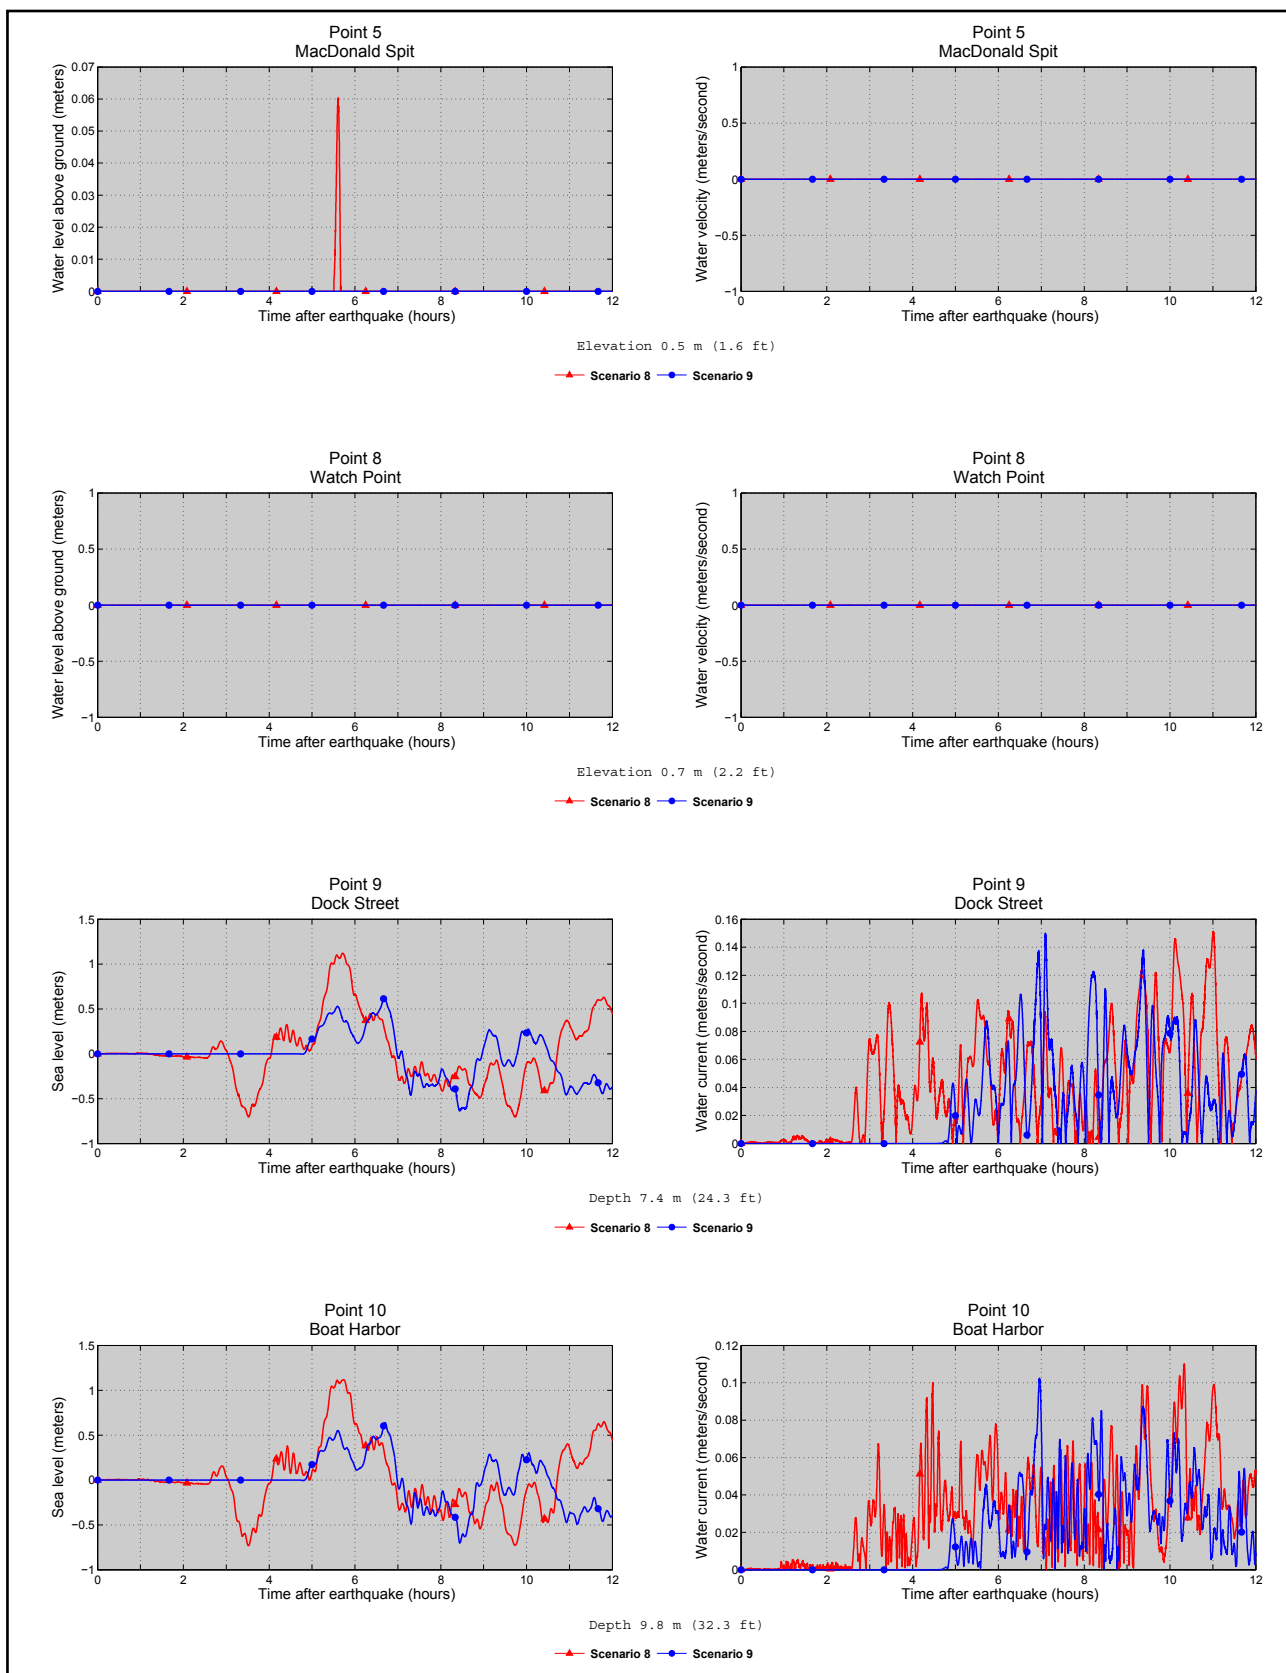 Point 5
MacDonald Spit
Water level above ground (meters)
0.07
0.06
0.05
0.04
0.03
0.02
0.01
0
0 2 4 6 8 10 12
Time after earthquake (hours)
Point 5
MacDonald Spit
Water velocity (meters/second)
1
0.5
0
−0.5
−1
0 2 4 6 8 10 12
Time after earthquake (hours)
Elevation 0.5 m (1.6 ft)
Scenario 8 Scenario 9
Point 8
Watch Point
Water level above ground (meters)
1
0.5
0
−0.5
−1
0 2 4 6 8 10 12
Time after earthquake (hours)
Point 8
Watch Point
Water velocity (meters/second)
1
0.5
0
−0.5
−1
0 2 4 6 8 10 12
Time after earthquake (hours)
Elevation 0.7 m (2.2 ft)
Scenario 8 Scenario 9
Point 9
Dock Street
Sea level (meters)
1.5
1
0.5
0
−0.5
−1
0 2 4 6 8 10 12
Time after earthquake (hours)
Point 9
Dock Street
Water current (meters/second)
0.16
0.14
0.12
0.1
0.08
0.06
0.04
0.02
0
0 2 4 6 8 10 12
Time after earthquake (hours)
Depth 7.4 m (24.3 ft)
Scenario 8 Scenario 9
Point 10
Boat Harbor
Sea level (meters)
1.5
1
0.5
0
−0.5
−1
0 2 4 6 8 10 12
Time after earthquake (hours)
Point 10
Boat Harbor
Water current (meters/second)
0.12
0.1
0.08
0.06
0.04
0.02
0
0 2 4 6 8 10 12
Time after earthquake (hours)
Depth 9.8 m (32.3 ft)
Scenario 8 Scenario 9